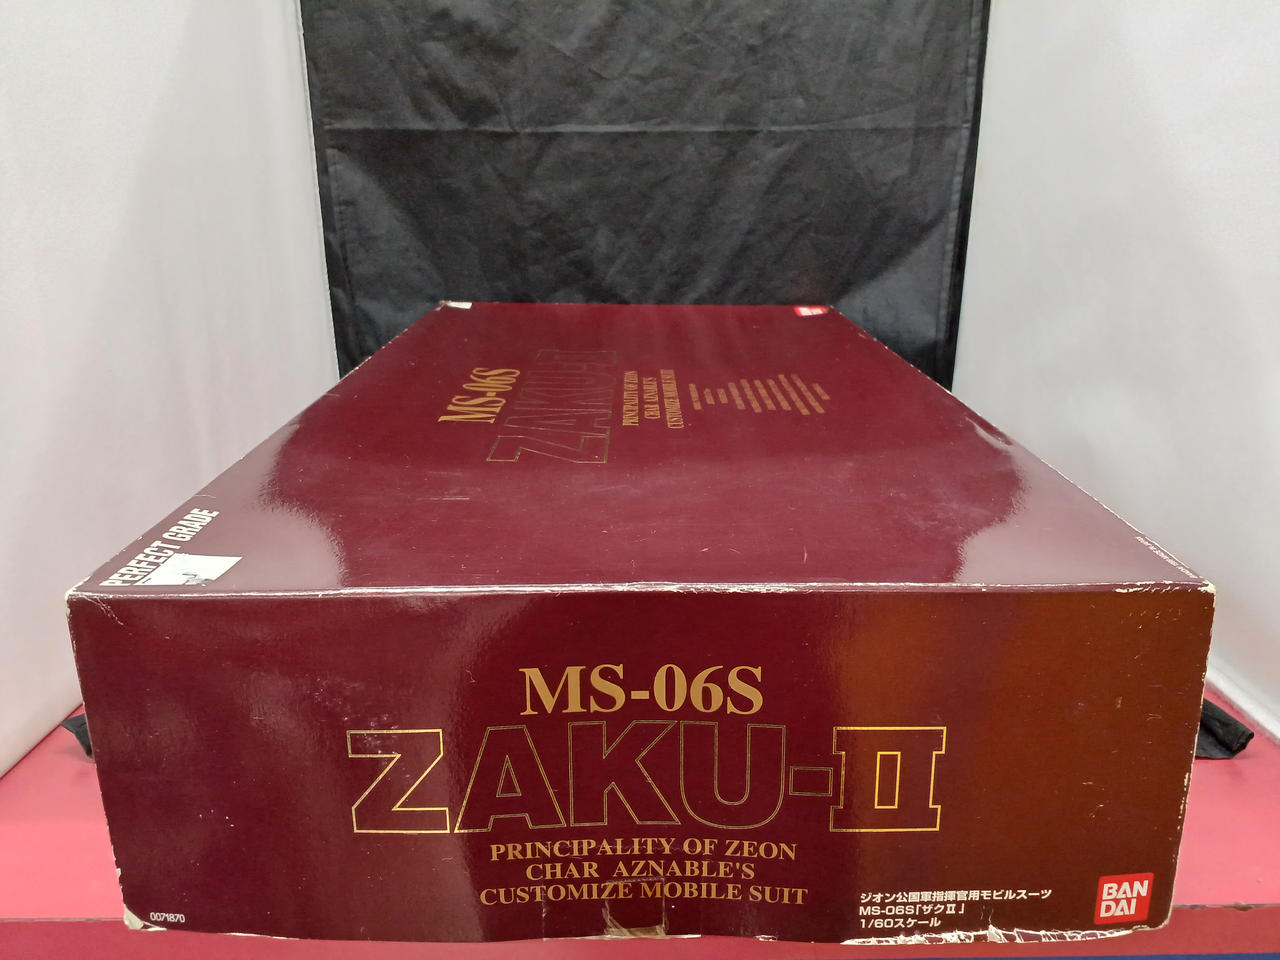 MS-06S
ZAKU-II
PRINCIPALITY OF ZEON
CHAR AZNABLE'S
CUSTOMIZE MOBILE SUIT
PERFECT GRADE
MS-06S
ZAKU-II
PRINCIPALITY OF ZEON
CHAR AZNABLE'S
CUSTOMIZE MOBILE SUIT
0071870
ジオン公国軍指揮官用モビルスーツ
MS-06S「ザクⅡ」
1/60スケール
BAN
DAI